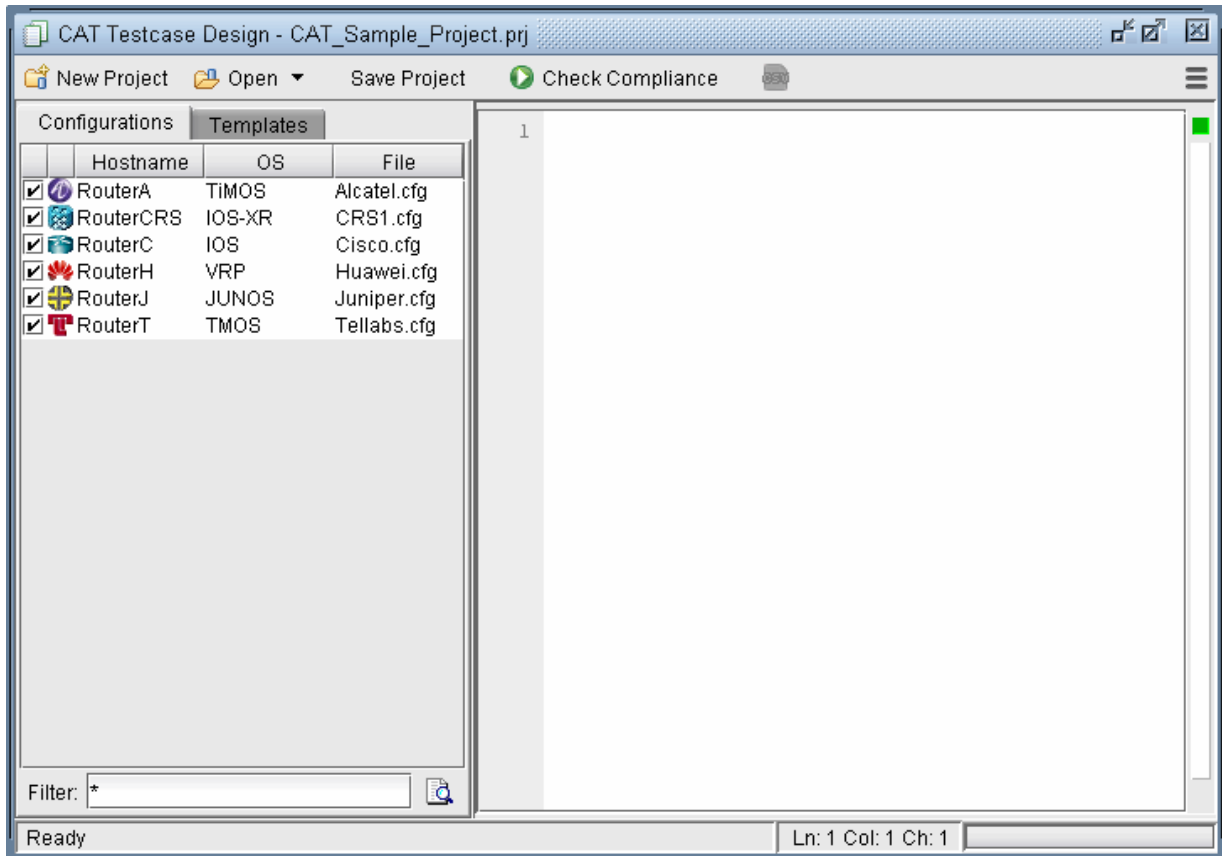 CAT Testcase Design - CAT_Sample_Project.prj
New Project Open Save Project Check Compliance
Configurations Templates
Hostname OS File
RouterA TiMOS Alcatel.cfg
RouterCRS IOS-XR CRS1.cfg
RouterC IOS Cisco.cfg
RouterH VRP Huawei.cfg
RouterJ JUNOS Juniper.cfg
RouterT TMOS Tellabs.cfg
1
Filter: *
Ready Ln: 1 Col: 1 Ch: 1